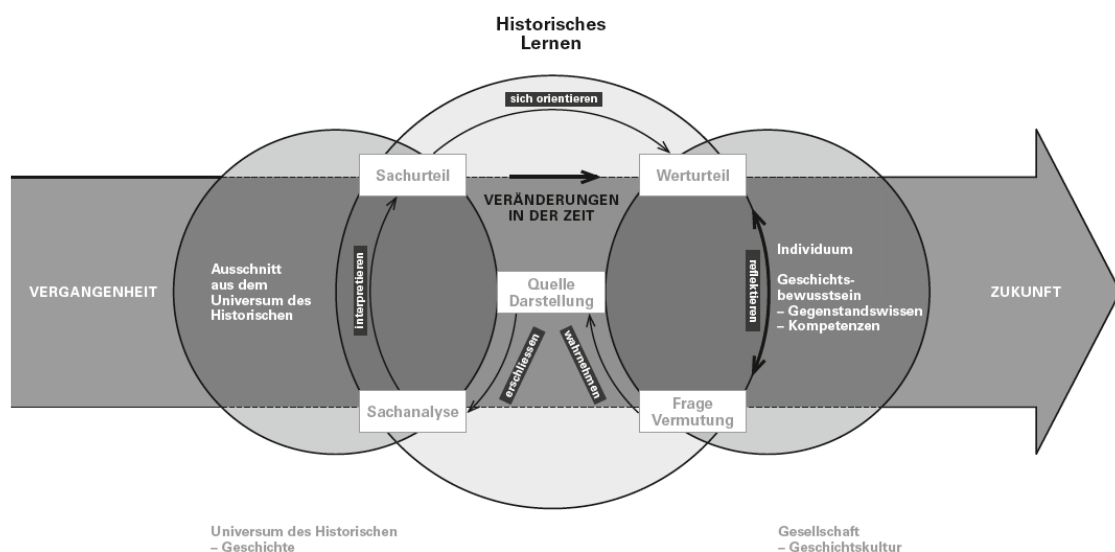 Historisches
Lernen
sich orientieren
Sachurteil
Werturteil
VERÄNDERUNGEN
IN DER ZEIT
VERGANGENHEIT
Ausschnitt
aus dem
Universum des
Historischen
interpretieren
Quelle
Darstellung
reflektieren
Individuum
Geschichts-
bewusstsein
– Gegenstandswissen
– Kompetenzen
ZUKUNFT
erschliessen
wahrnehmen
Sachanalyse
Frage
Vermutung
Universum des Historischen
– Geschichte
Gesellschaft
– Geschichtskultur